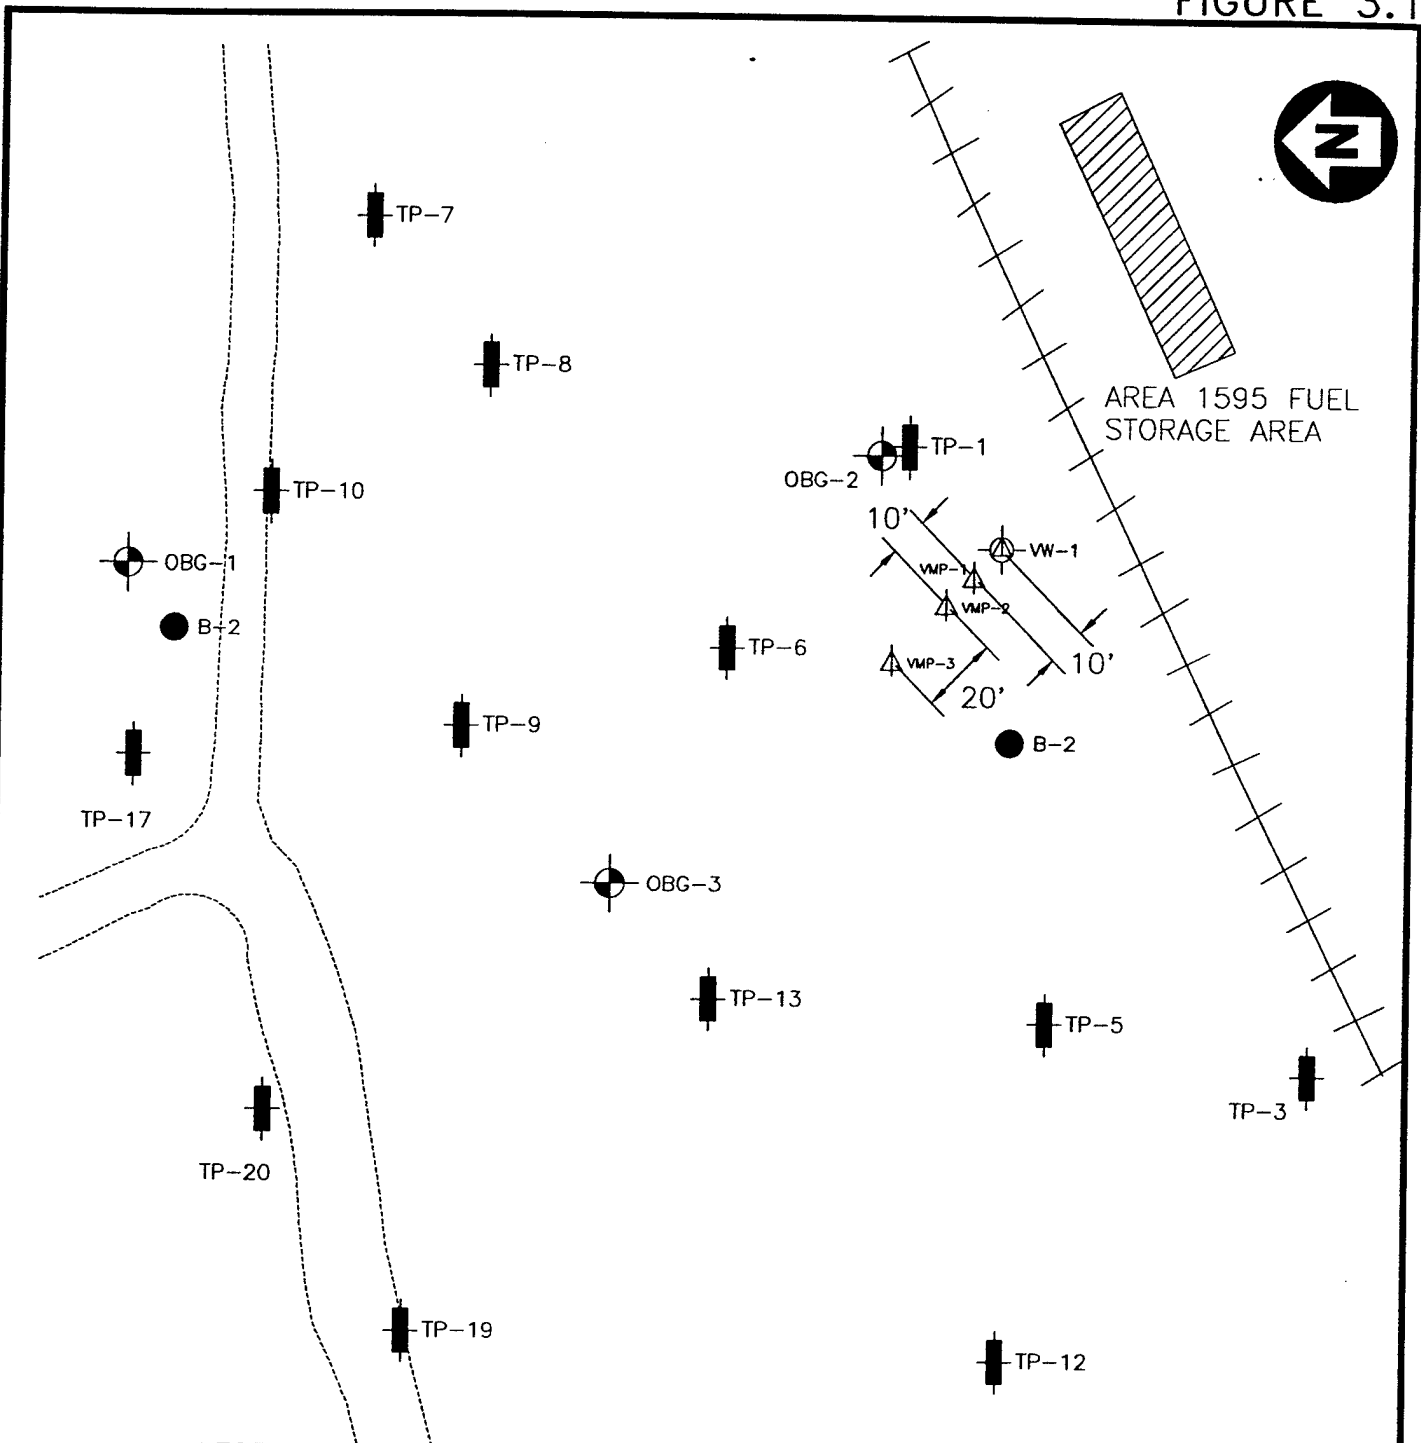 FIGURE 3.1
N
TP-7
TP-8
AREA 1595 FUEL
STORAGE AREA
TP-1
OBG-2
TP-10
10'
OBG-1
VW-1
VMP-1
VMP-2
B-2
TP-6
VMP-3
10'
20'
TP-9
B-2
TP-17
OBG-3
TP-13
TP-5
TP-3
TP-20
TP-19
TP-12